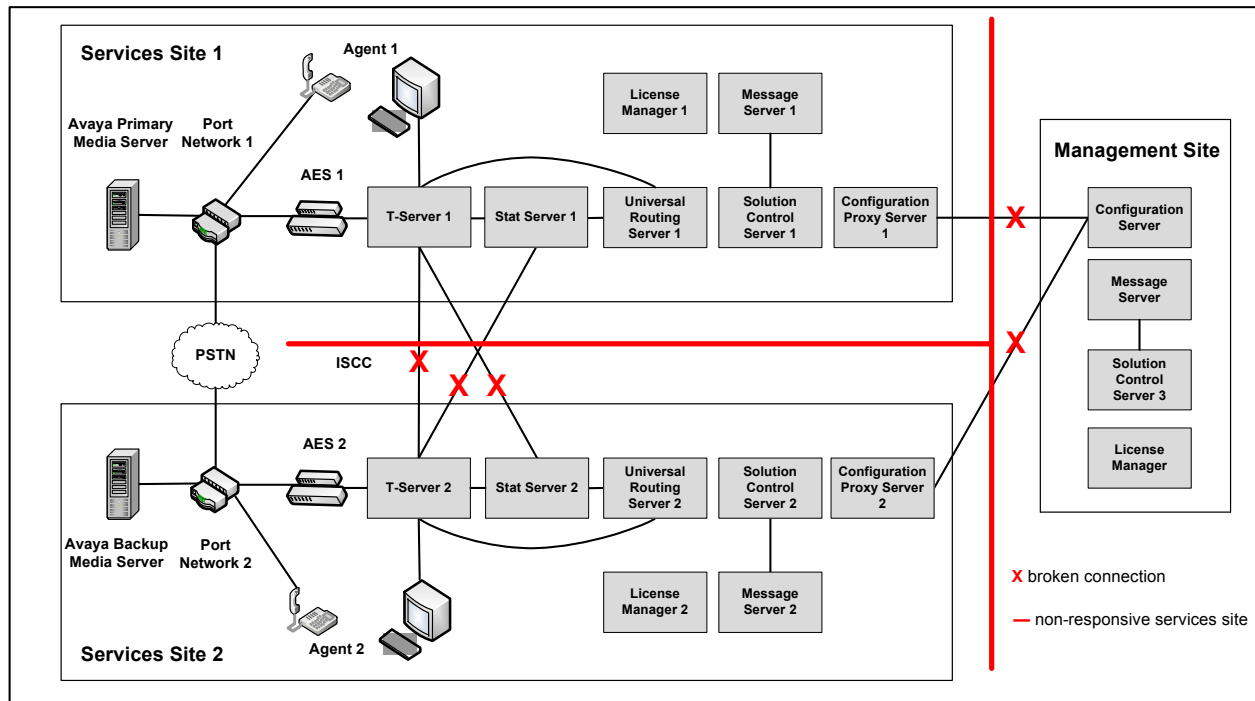 Services Site 1
Agent 1
Avaya Primary
Media Server
Port
Network 1
AES 1
License
Manager 1
Message
Server 1
T-Server 1
Stat Server 1
Universal
Routing
Server 1
Solution
Control
Server 1
Configuration
Proxy Server
1
X
Management Site
Configuration
Server
Message
Server
Solution
Control
Server 3
License
Manager
PSTN
ISCC
X
X
X
X
AES 2
T-Server 2
Stat Server 2
Universal
Routing
Server 2
Solution
Control
Server 2
Configuration
Proxy Server
2
Avaya Backup
Media Server
Port
Network 2
License
Manager 2
Message
Server 2
Agent 2
Services Site 2
X broken connection
non-responsive services site